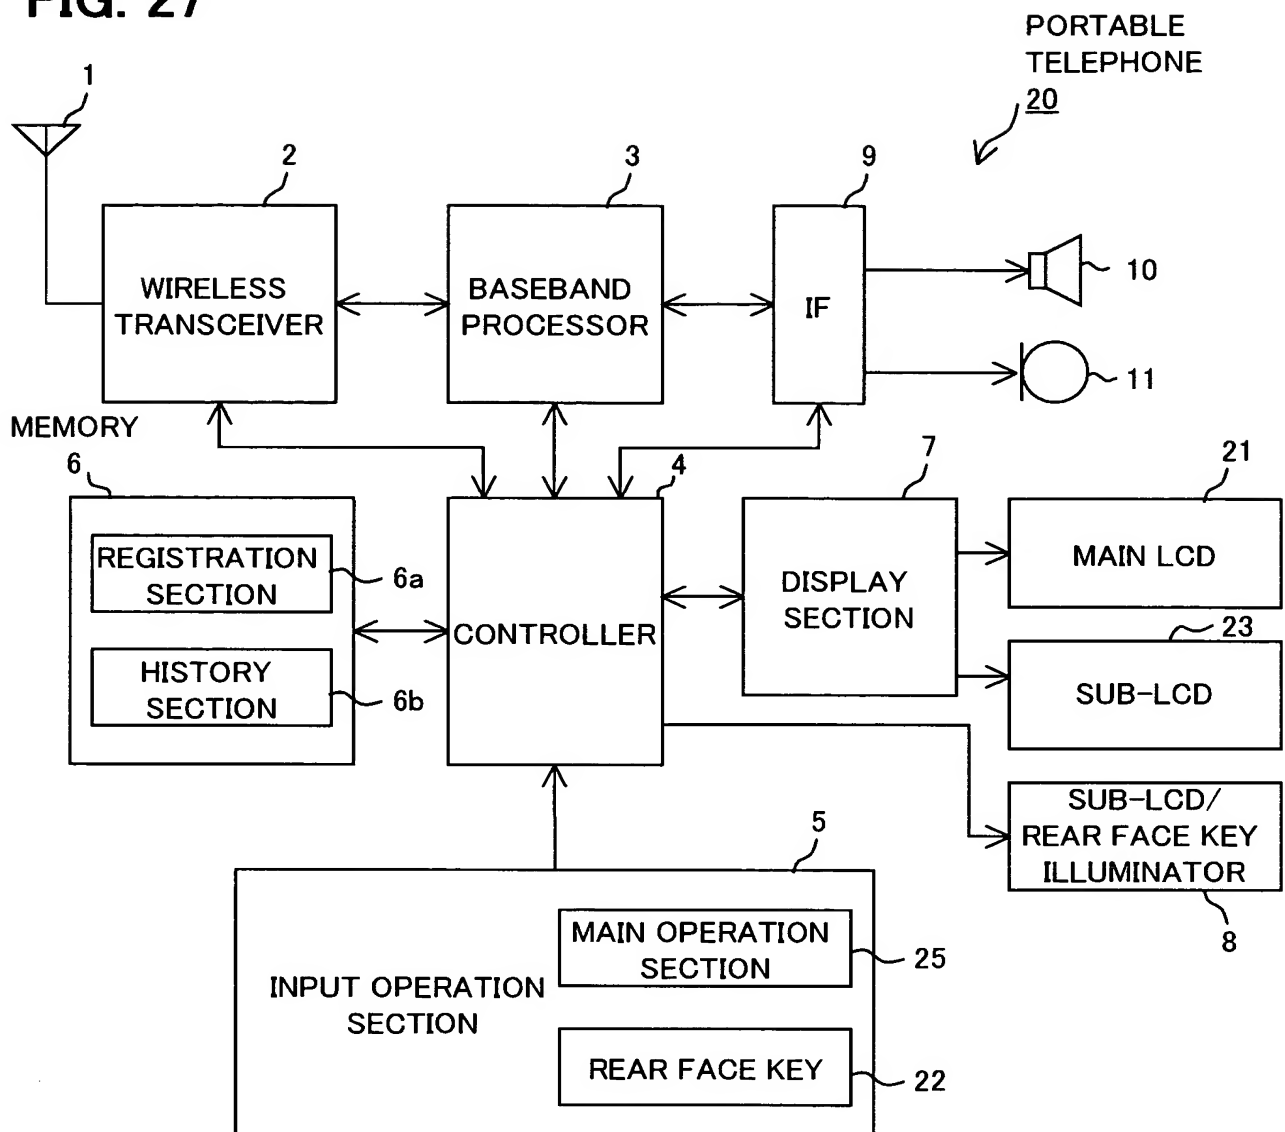 FIG. 27
PORTABLE
TELEPHONE
20
1
2
3
9
WIRELESS
TRANSCEIVER
BASEBAND
PROCESSOR
IF
10
11
MEMORY
6
4
7
21
REGISTRATION
SECTION
6a
HISTORY
SECTION
6b
CONTROLLER
DISPLAY
SECTION
MAIN LCD
23
SUB-LCD
SUB-LCD/
REAR FACE KEY
ILLUMINATOR
8
5
INPUT OPERATION
SECTION
MAIN OPERATION
SECTION
25
REAR FACE KEY
22